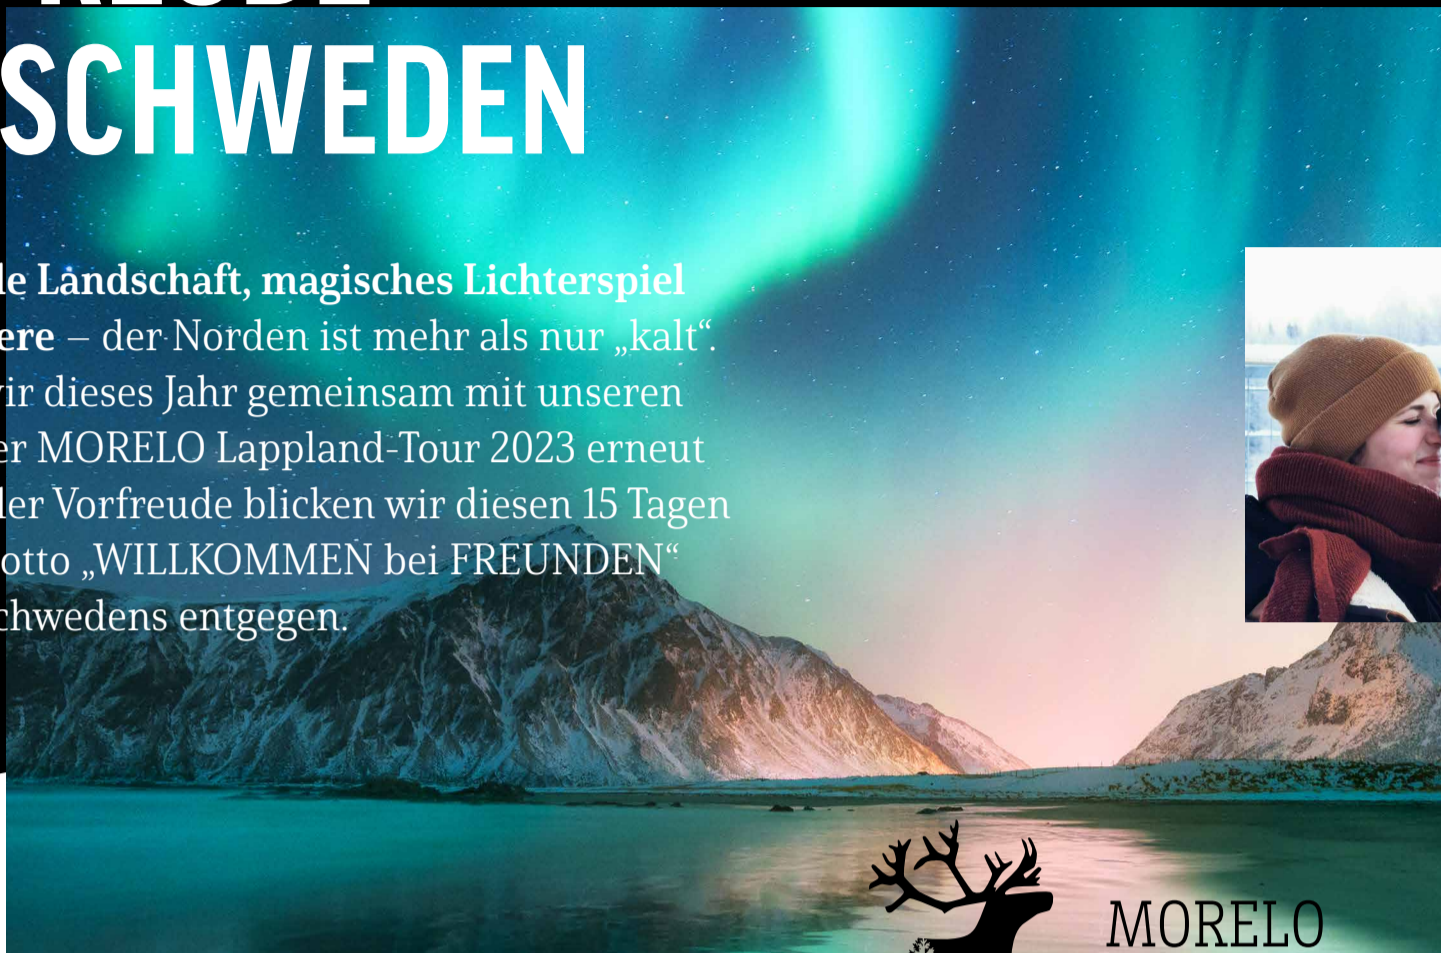 SCHWEDEN
le Landschaft, magisches Lichterspiel
ere – der Norden ist mehr als nur „kalt“.
ir dieses Jahr gemeinsam mit unseren
er MORELO Lappland-Tour 2023 erneut
ler Vorfreude blicken wir diesen 15 Tagen
otto „WILLKOMMEN bei FREUNDEN“
chwedens entgegen.
MORELO